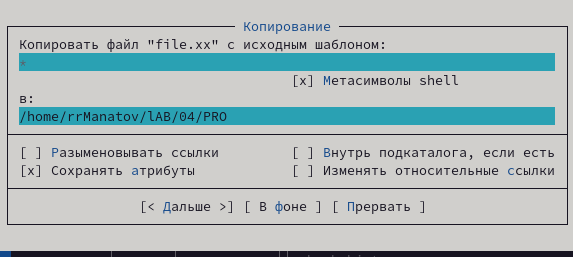 Копирование
Копировать файл "file.xx" с исходным шаблоном:
*
[x] Метасимволы shell
в:
/home/rrManatov/lAB/04/PRO
[ ] Разыменовывать ссылки [ ] Внутрь подкаталога, если есть
[x] Сохранять атрибуты [ ] Изменять относительные ссылки
[< Дальше >] [ В фоне ] [ Прервать ]